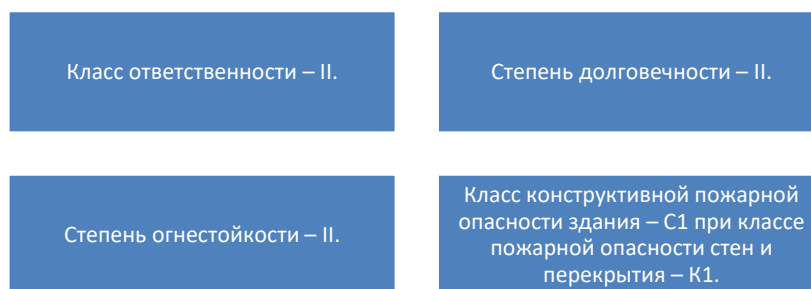 Класс ответственности – II.
Степень долговечности – II.
Степень огнестойкости – II.
Класс конструктивной пожарной
опасности здания – С1 при классе
пожарной опасности стен и
перекрытия – К1.